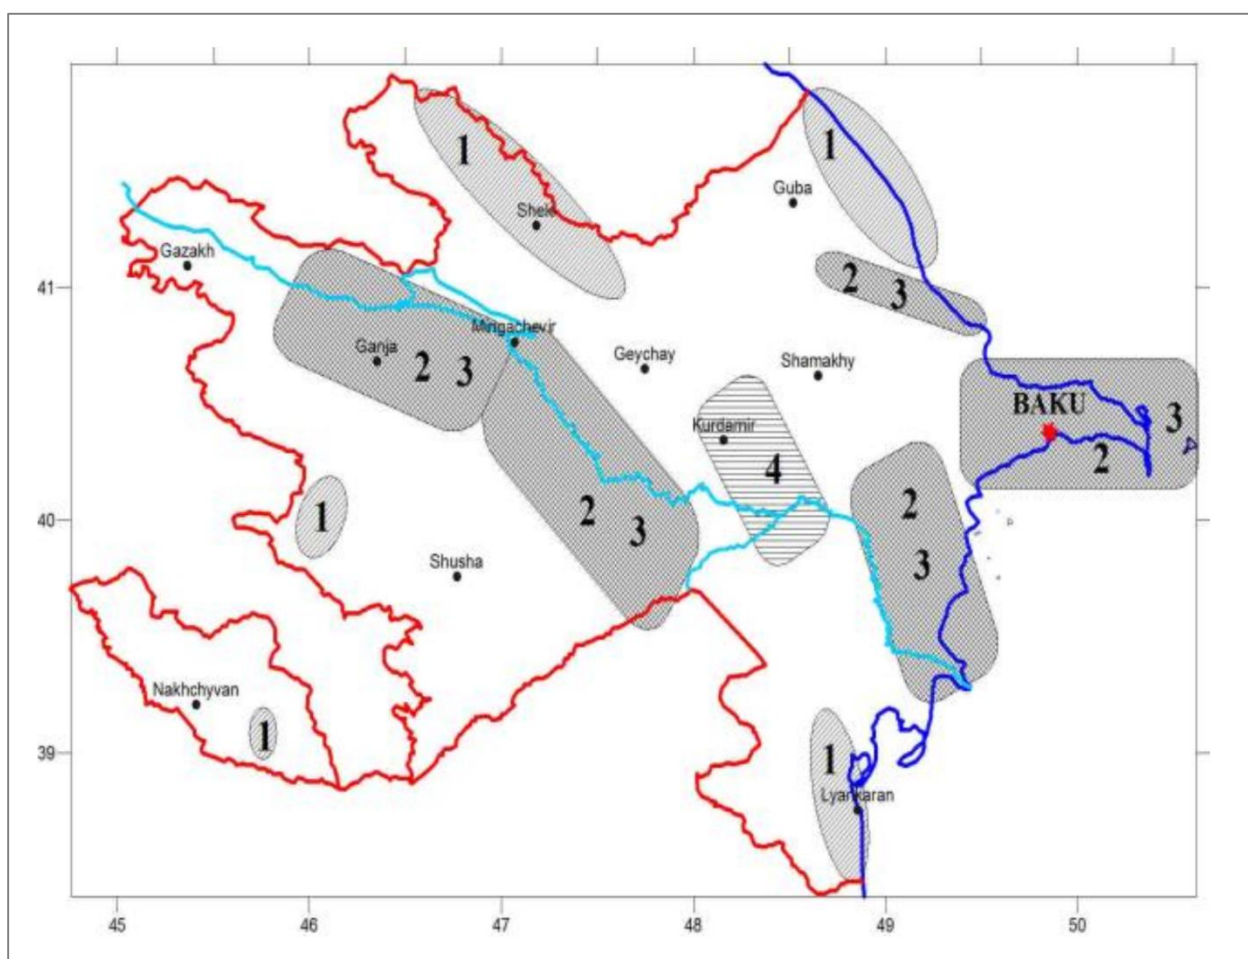 1
1
Guba
Sheki
Gazakh
41
2
3
Mingachevir
Ganja
2 3
Geychay
Shamakhy
BAKU
3
2
Kurdamir
4
2
3
2
3
40
1
Shusha
Nakhchyvan
1
39
1
Lyankaran
45 46 47 48 49 50